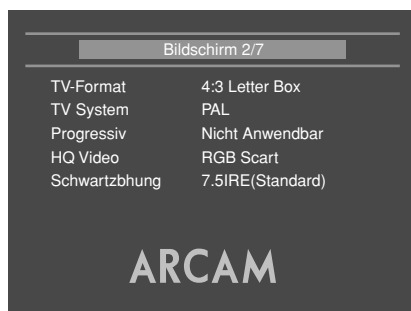 Bildschirm 2/7
TV-Format 4:3 Letter Box
TV System PAL
Progressiv Nicht Anwendbar
HQ Video RGB Scart
Schwartzbhung 7.5IRE(Standard)
ARCAM